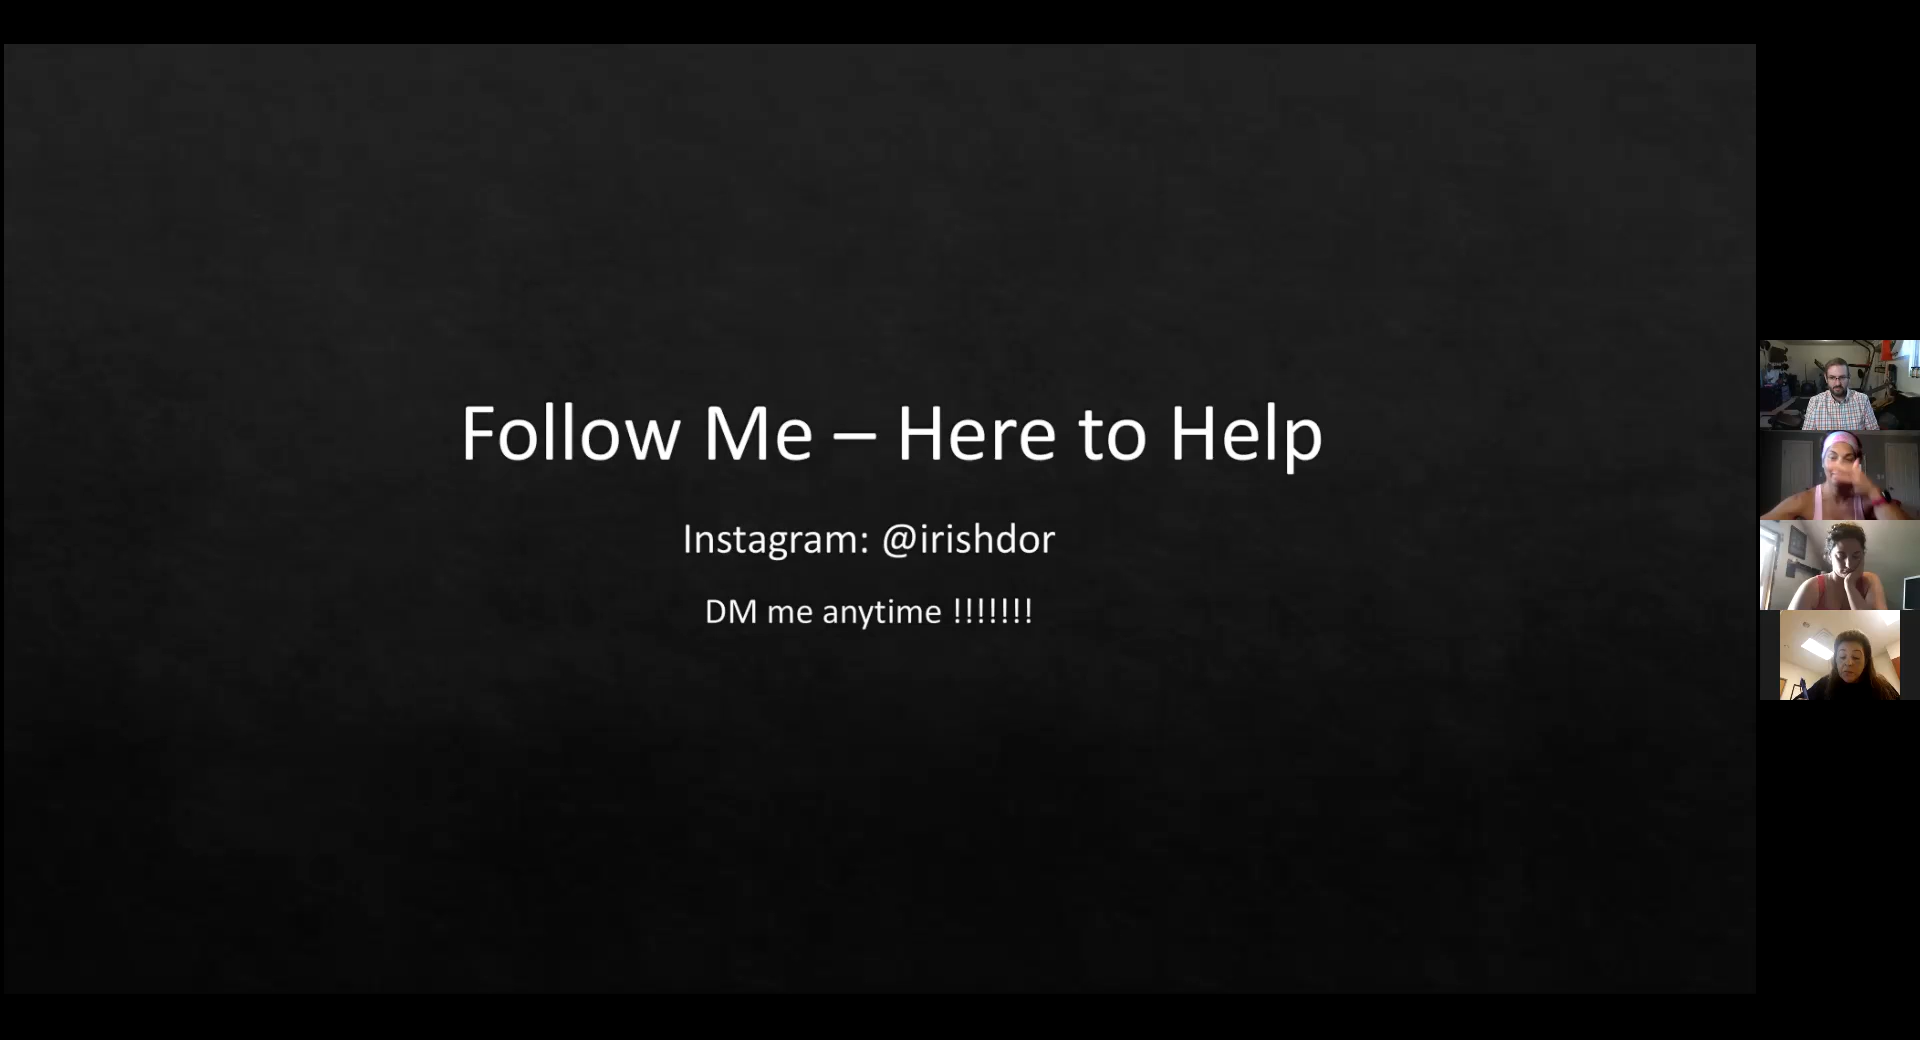 Follow Me – Here to Help
Instagram: @irishdor
DM me anytime !!!!!!!